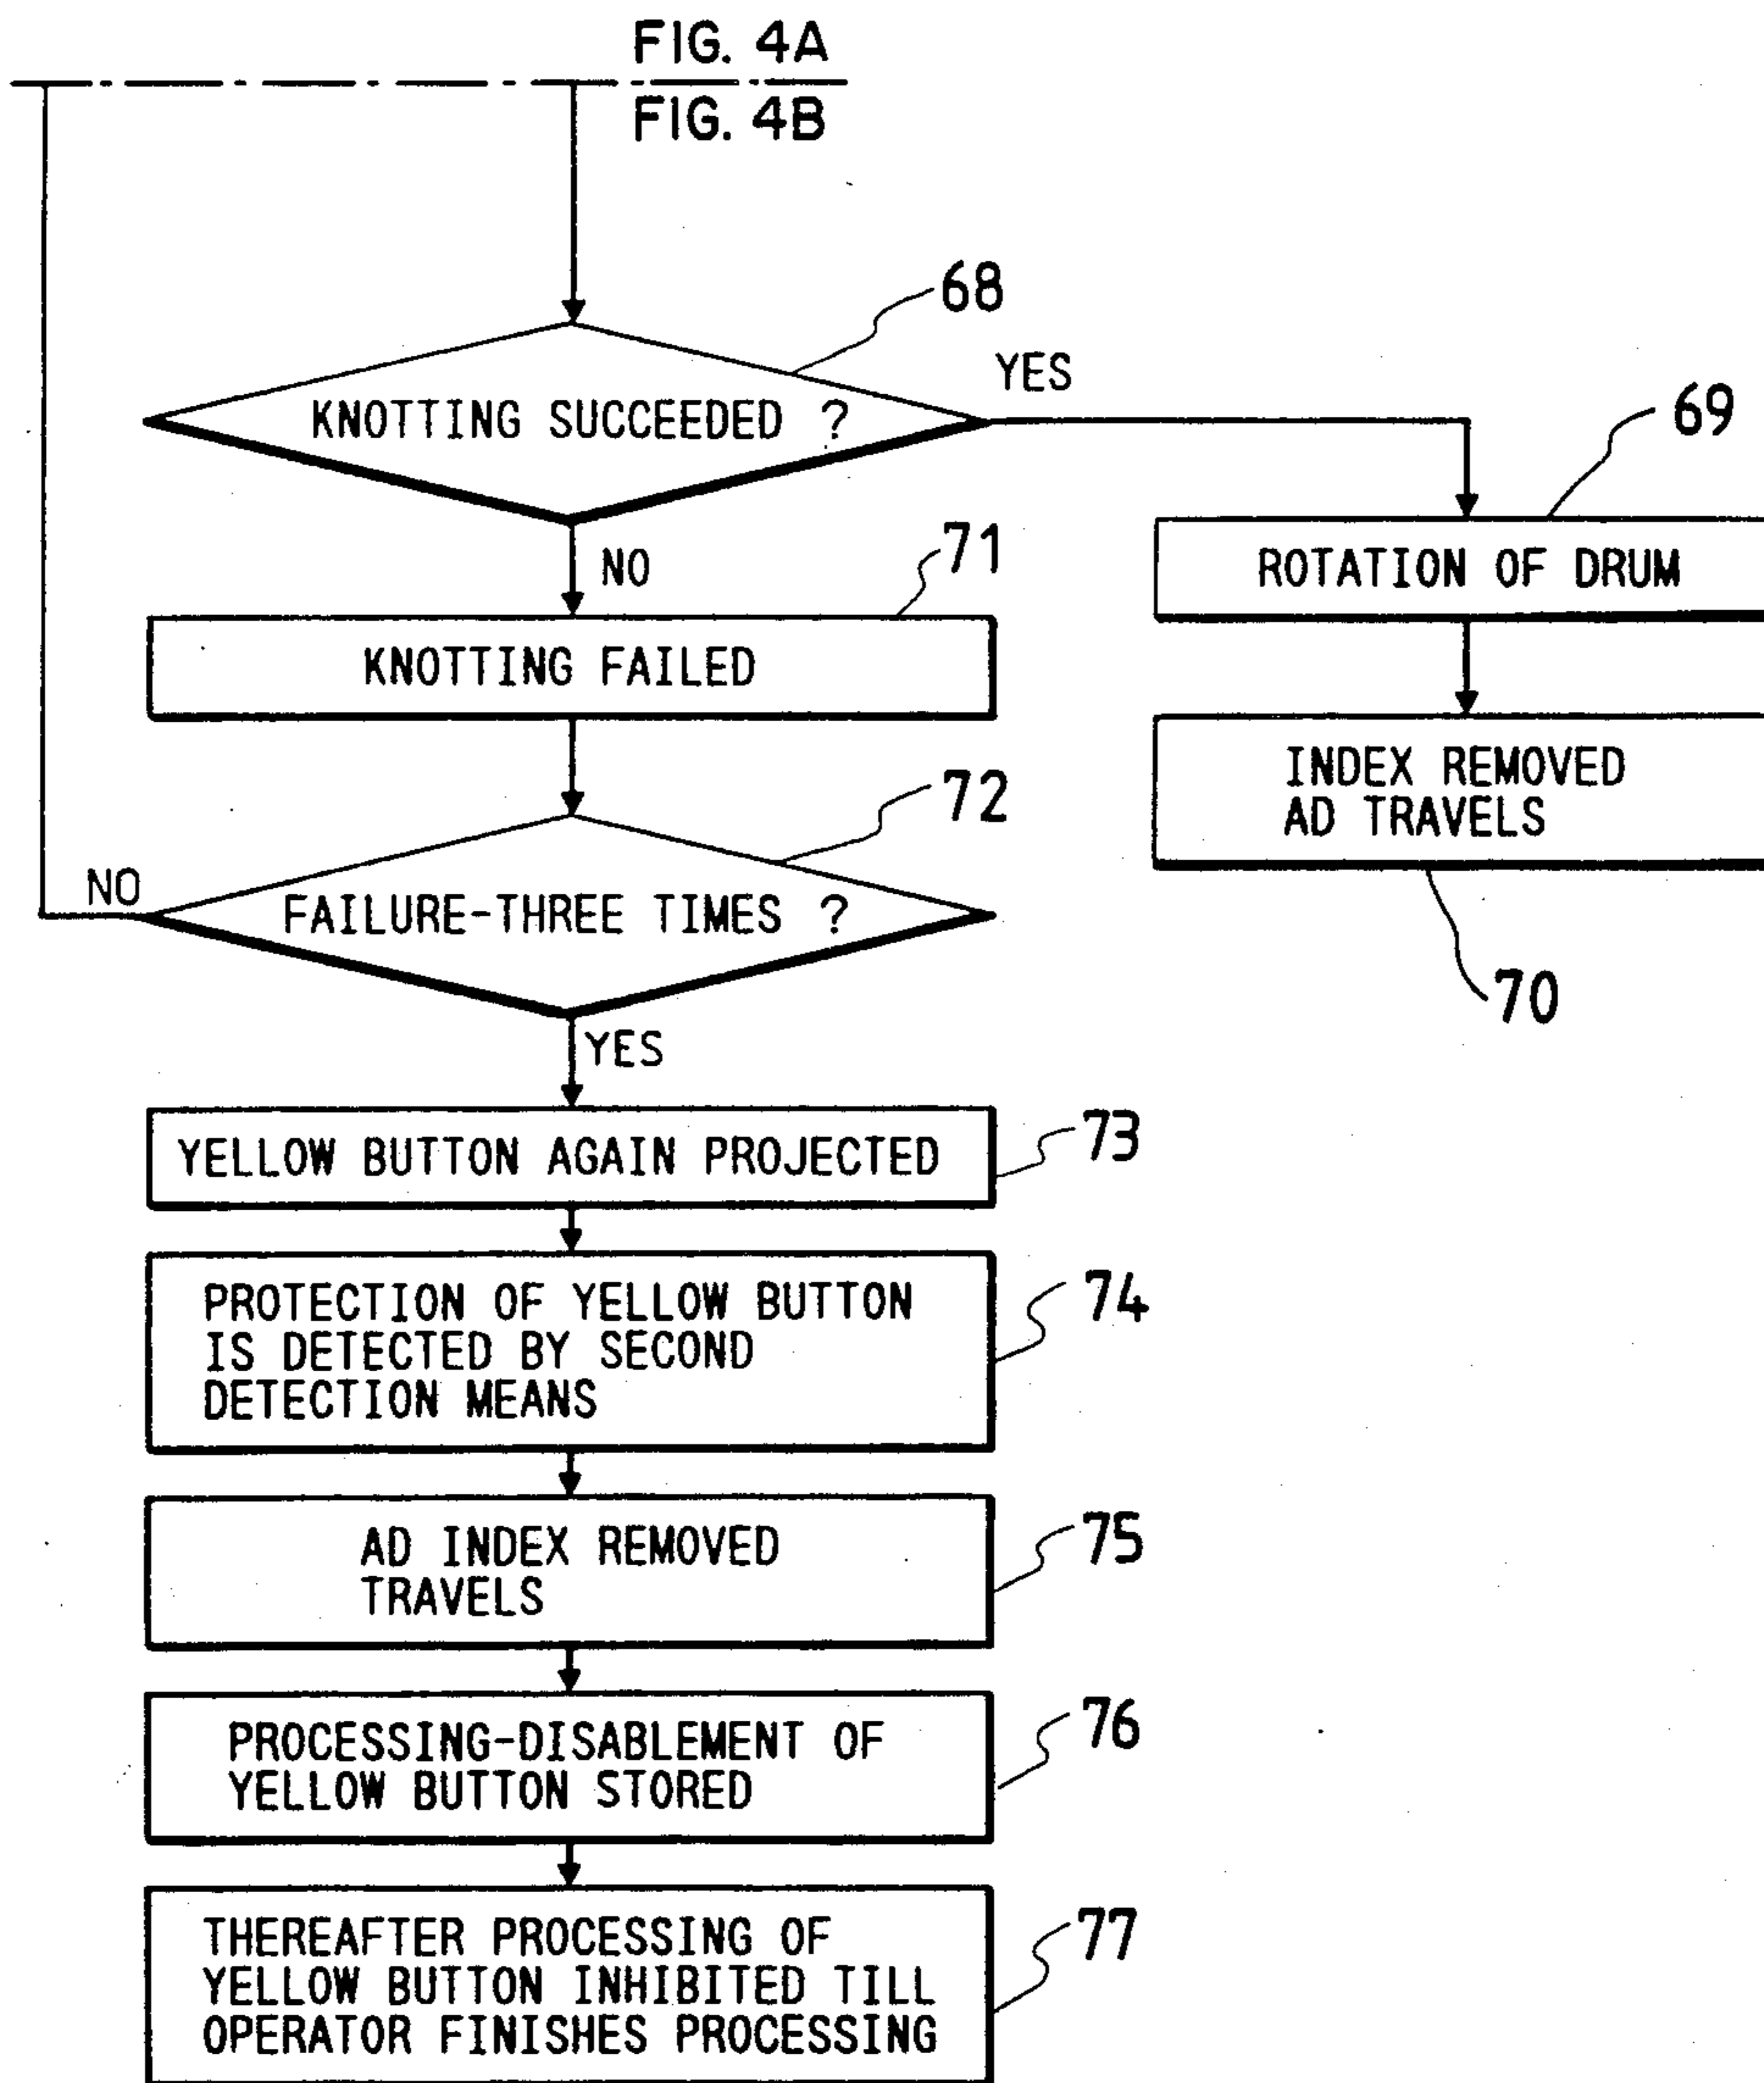 FIG. 4A
FIG. 4B
68
KNOTTING SUCCEEDED ?
YES
69
ROTATION OF DRUM
NO
71
KNOTTING FAILED
INDEX REMOVED
AD TRAVELS
70
72
FAILURE-THREE TIMES ?
NO
YES
YELLOW BUTTON AGAIN PROJECTED
73
PROTECTION OF YELLOW BUTTON
IS DETECTED BY SECOND
DETECTION MEANS
74
AD INDEX REMOVED
TRAVELS
75
PROCESSING-DISABLEMENT OF
YELLOW BUTTON STORED
76
THEREAFTER PROCESSING OF
YELLOW BUTTON INHIBITED TILL
OPERATOR FINISHES PROCESSING
77